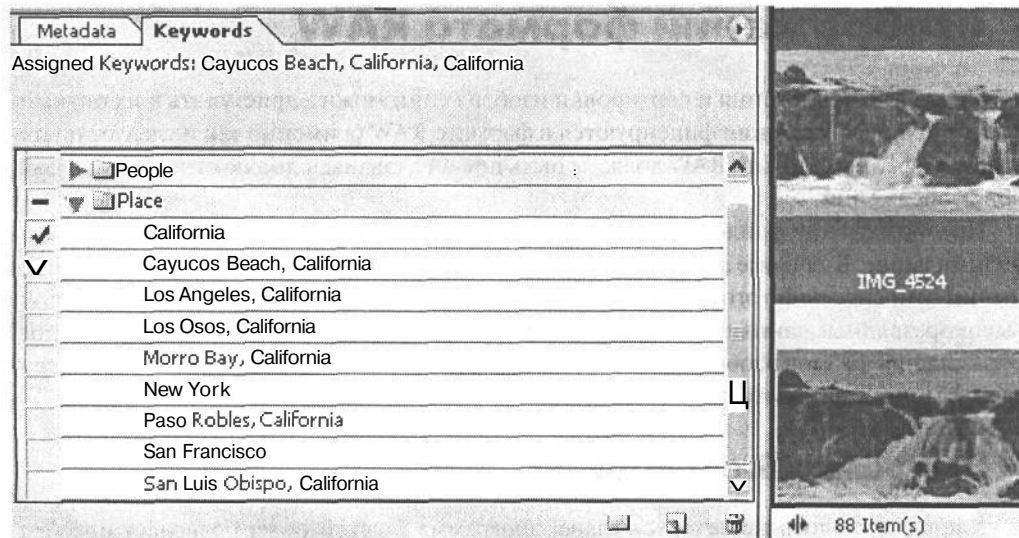 Metadata Keywords
Assigned Keywords: Cayucos Beach, California, California
People
Place
California
Cayucos Beach, California
Los Angeles, California
Los Osos, California
Morro Bay, California
New York
Paso Robles, California
San Francisco
San Luis Obispo, California
IMG_4524
88 Item(s)